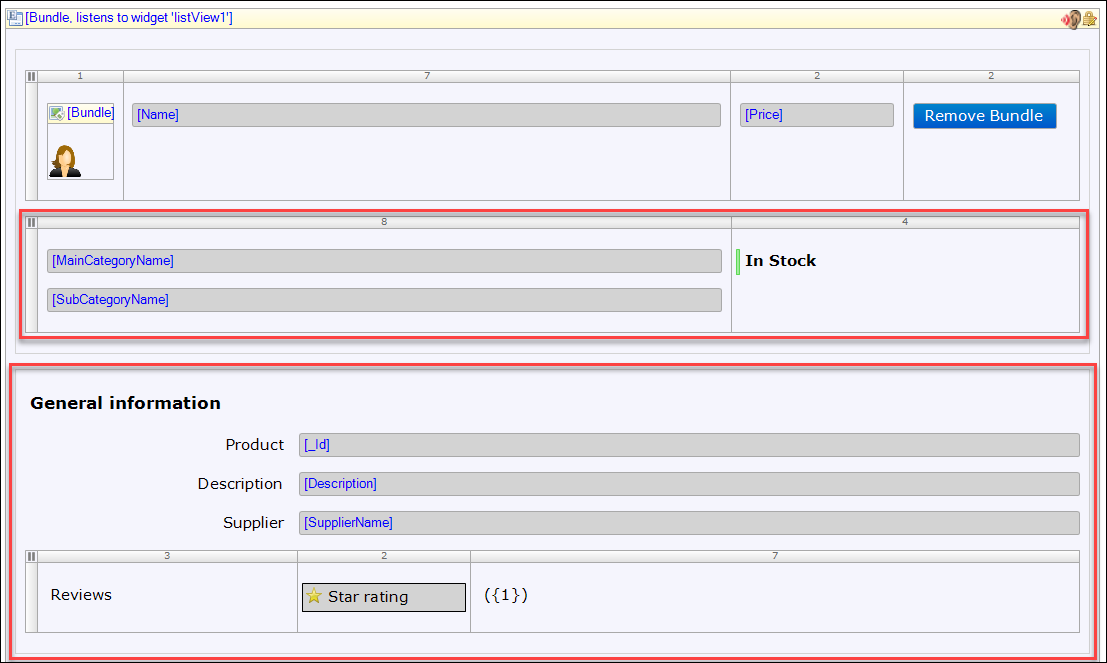 [Bundle, listens to widget 'listView1']
1 7 2 2
[Bundle] [Name] [Price] Remove Bundle
8 4
[MainCategoryName] In Stock
[SubCategoryName]
General information
Product [_Id]
Description [Description]
Supplier [SupplierName]
3 2 7
Reviews Star rating ({1})